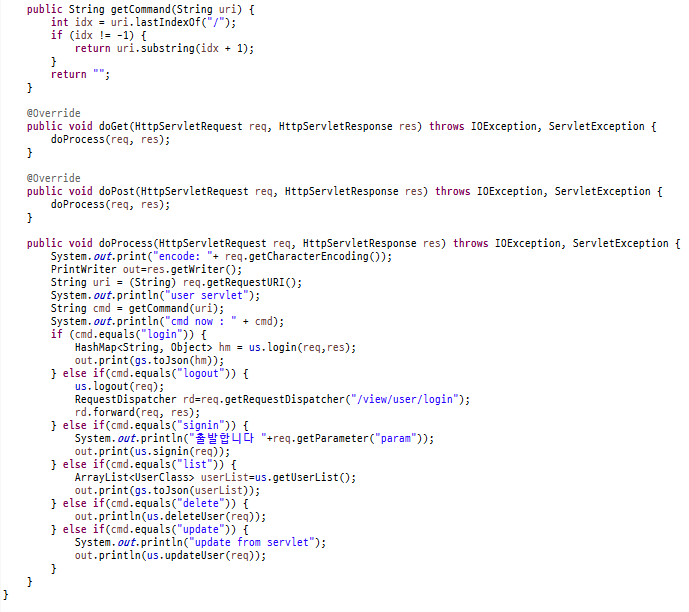 public String getCommand(String uri) {
int idx = uri.lastIndexOf("/");
if (idx != -1) {
return uri.substring(idx + 1);
}
return "";
}
@Override
public void doGet(HttpServletRequest req, HttpServletResponse res) throws IOException, ServletException {
doProcess(req, res);
}
@Override
public void doPost(HttpServletRequest req, HttpServletResponse res) throws IOException, ServletException {
doProcess(req, res);
}
public void doProcess(HttpServletRequest req, HttpServletResponse res) throws IOException, ServletException {
System.out.print("encode: "+ req.getCharacterEncoding());
PrintWriter out=res.getWriter();
String uri = (String) req.getRequestURI();
System.out.println("user servlet");
String cmd = getCommand(uri);
System.out.println("cmd now : " + cmd);
if (cmd.equals("login")) {
HashMap<String, Object> hm = us.login(req,res);
out.print(gs.toJson(hm));
} else if(cmd.equals("logout")) {
us.logout(req);
RequestDispatcher rd=req.getRequestDispatcher("/view/user/login");
rd.forward(req, res);
} else if(cmd.equals("signin")) {
System.out.println("출발합니다 "+req.getParameter("param"));
out.print(us.signin(req));
} else if(cmd.equals("list")) {
ArrayList<UserClass> userList=us.getUserList();
out.print(gs.toJson(userList));
} else if(cmd.equals("delete")) {
out.println(us.deleteUser(req));
} else if(cmd.equals("update")) {
System.out.println("update from servlet");
out.println(us.updateUser(req));
}
}
}